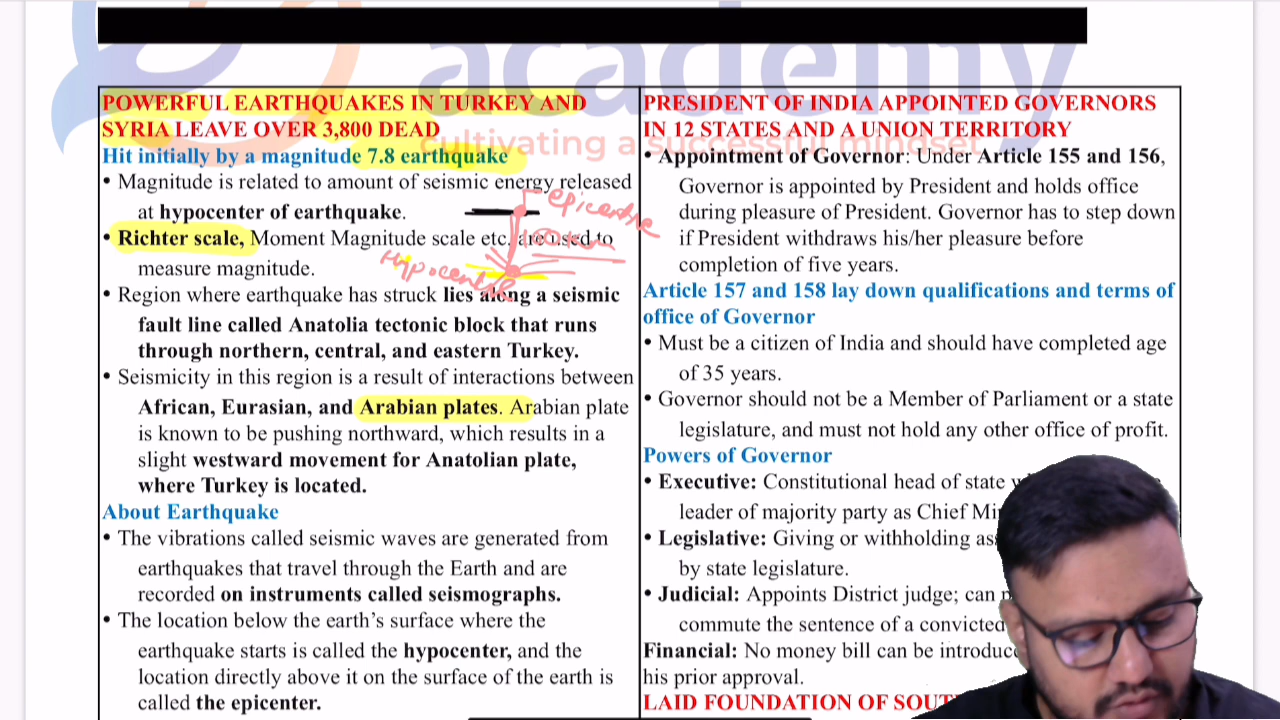 academy
cultivating a successful mindset
POWERFUL EARTHQUAKES IN TURKEY AND
SYRIA LEAVE OVER 3,800 DEAD
Hit initially by a magnitude 7.8 earthquake
• Magnitude is related to amount of seismic energy released
at hypocenter of earthquake.
• Richter scale, Moment Magnitude scale etc. are used to
measure magnitude.
• Region where earthquake has struck lies along a seismic
fault line called Anatolia tectonic block that runs
through northern, central, and eastern Turkey.
• Seismicity in this region is a result of interactions between
African, Eurasian, and Arabian plates. Arabian plate
is known to be pushing northward, which results in a
slight westward movement for Anatolian plate,
where Turkey is located.
About Earthquake
• The vibrations called seismic waves are generated from
earthquakes that travel through the Earth and are
recorded on instruments called seismographs.
• The location below the earth's surface where the
earthquake starts is called the hypocenter, and the
location directly above it on the surface of the earth is
called the epicenter.
epicentre
Hypocentre
PRESIDENT OF INDIA APPOINTED GOVERNORS
IN 12 STATES AND A UNION TERRITORY
• Appointment of Governor: Under Article 155 and 156,
Governor is appointed by President and holds office
during pleasure of President. Governor has to step down
if President withdraws his/her pleasure before
completion of five years.
Article 157 and 158 lay down qualifications and terms of
office of Governor
• Must be a citizen of India and should have completed age
of 35 years.
• Governor should not be a Member of Parliament or a state
legislature, and must not hold any other office of profit.
Powers of Governor
• Executive: Constitutional head of state
leader of majority party as Chief
• Legislative: Giving or withholding
by state legislature.
• Judicial: Appoints District judge; can
commute the sentence of a convicted
Financial: No money bill can be
his prior approval.
LAID FOUNDATION OF